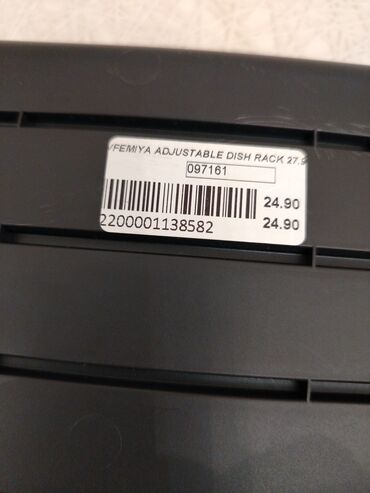 VFEMIYA ADJUSTABLE DISH RACK 27.9
097161
24.90
24.90
2200001138582